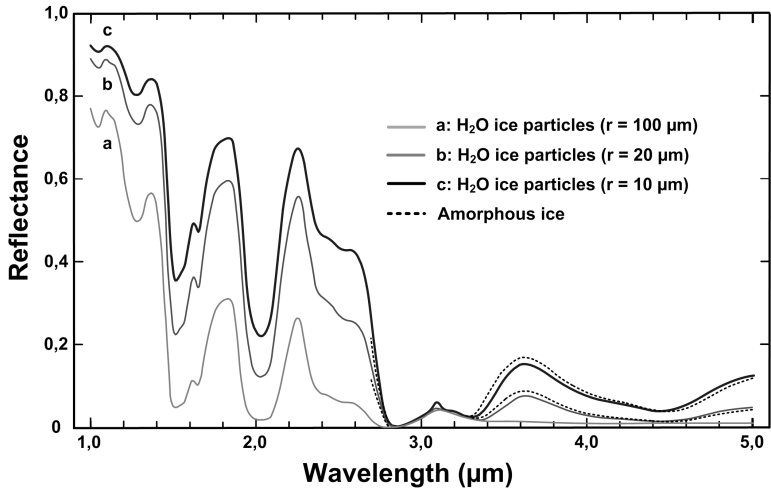 1,0
0,8
0,6
0,4
0,2
0
Reflectance
c
b
a
a: H₂O ice particles (r = 100 µm)
b: H₂O ice particles (r = 20 µm)
c: H₂O ice particles (r = 10 µm)
Amorphous ice
1,0 2,0 3,0 4,0 5,0
Wavelength (µm)